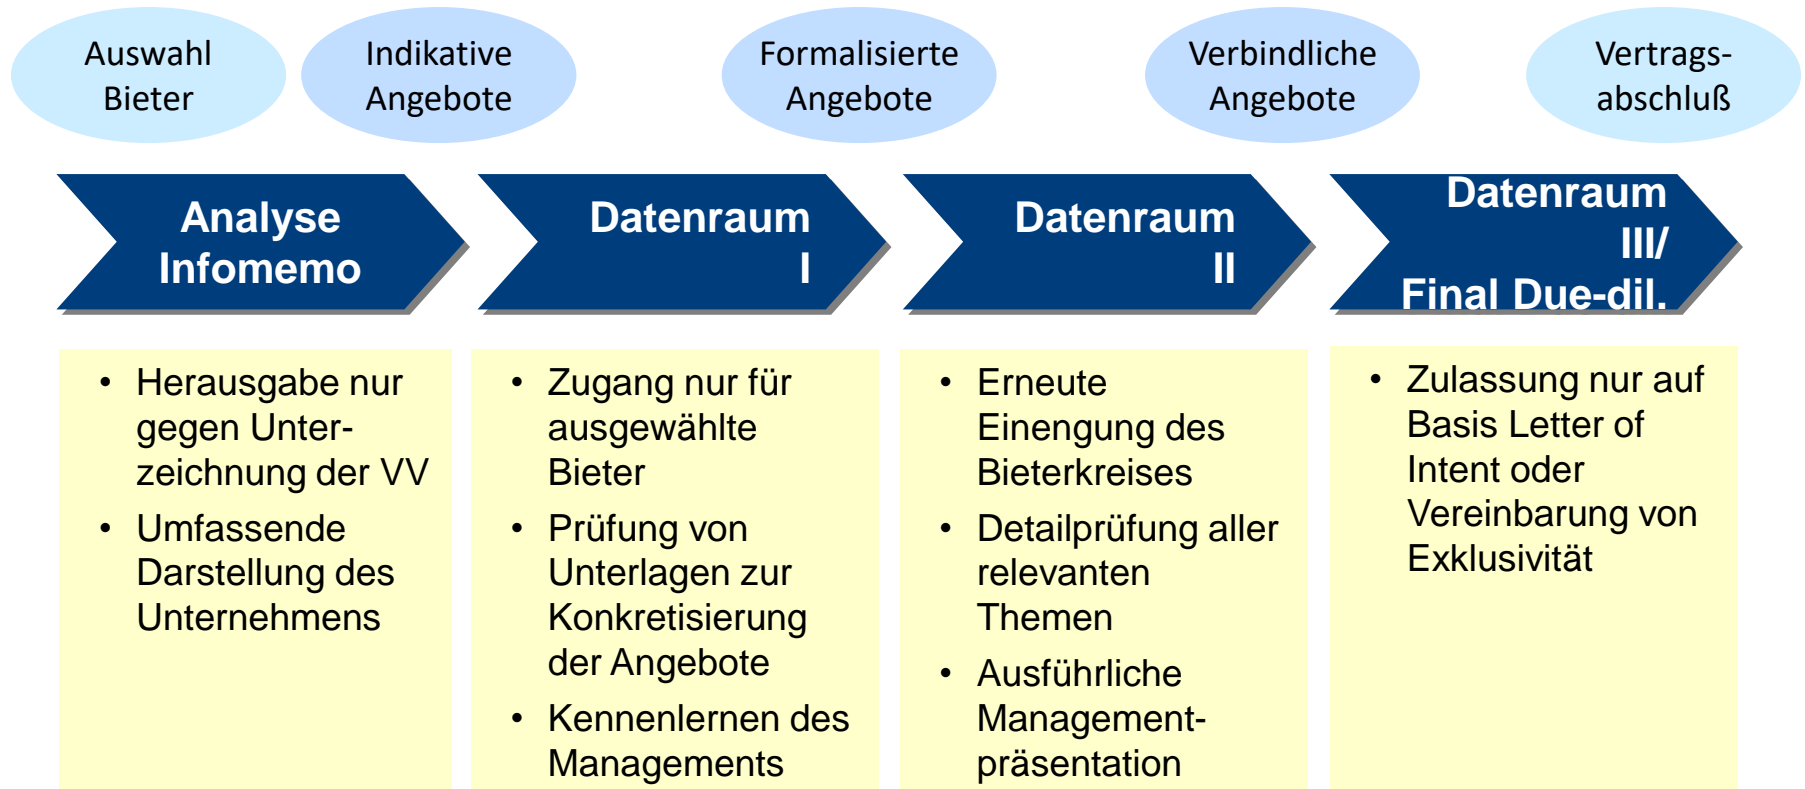 Auswahl
Bieter
Indikative
Angebote
Formalisierte
Angebote
Verbindliche
Angebote
Vertrags-
abschluß
Analyse
Infomemo
Datenraum
I
Datenraum
II
Datenraum
III/
Final Due-dil.
• Herausgabe nur
gegen Unter-
zeichnung der VV
• Umfassende
Darstellung des
Unternehmens
• Zugang nur für
ausgewählte
Bieter
• Prüfung von
Unterlagen zur
Konkretisierung
der Angebote
• Kennenlernen des
Managements
• Erneute
Einengung des
Bieterkreises
• Detailprüfung aller
relevanten
Themen
• Ausführliche
Management-
präsentation
• Zulassung nur auf
Basis Letter of
Intent oder
Vereinbarung von
Exklusivität